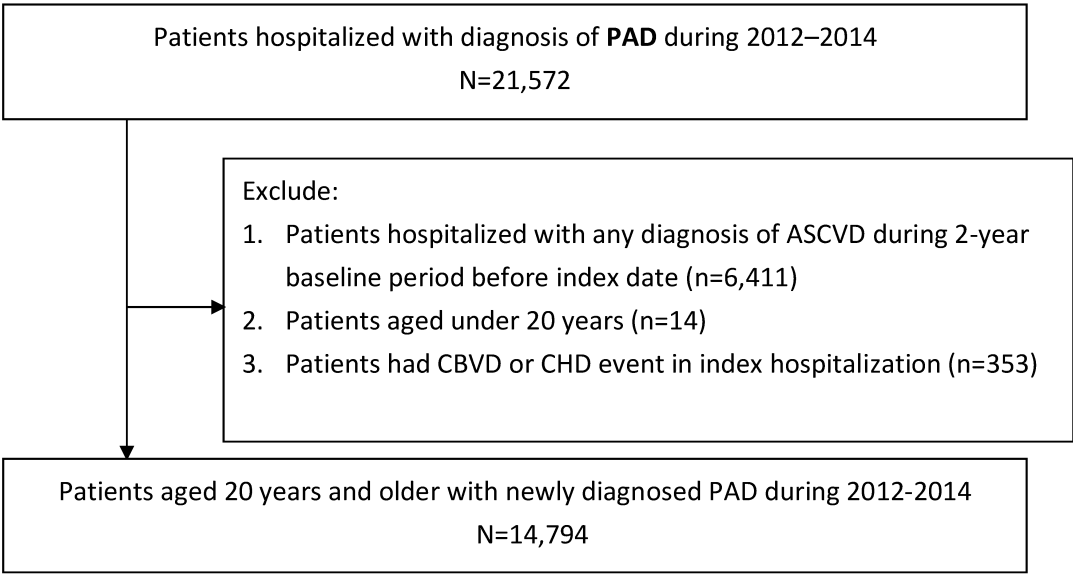 Patients hospitalized with diagnosis of PAD during 2012–2014
N=21,572
Exclude:
1. Patients hospitalized with any diagnosis of ASCVD during 2-year
baseline period before index date (n=6,411)
2. Patients aged under 20 years (n=14)
3. Patients had CBVD or CHD event in index hospitalization (n=353)
Patients aged 20 years and older with newly diagnosed PAD during 2012-2014
N=14,794